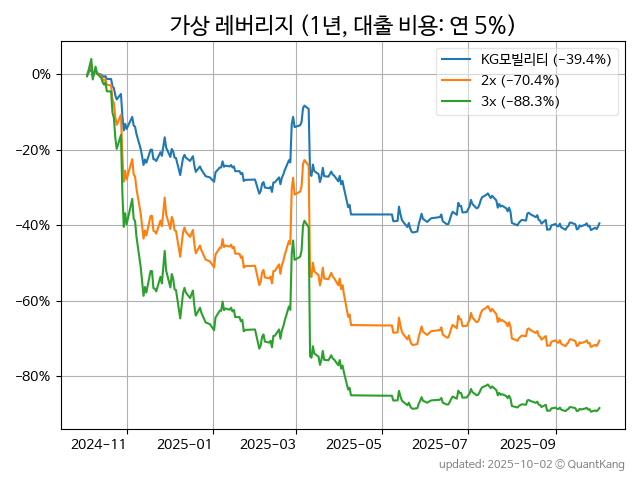 가상 레버리지 (1년, 대출 비용: 연 5%)
KG모빌리티 (−39.4%)
2x (−70.4%)
3x (−88.3%)
0%
−20%
−40%
−60%
−80%
2024-11 2025-01 2025-03 2025-05 2025-07 2025-09
updated: 2025-10-02 © QuantKang